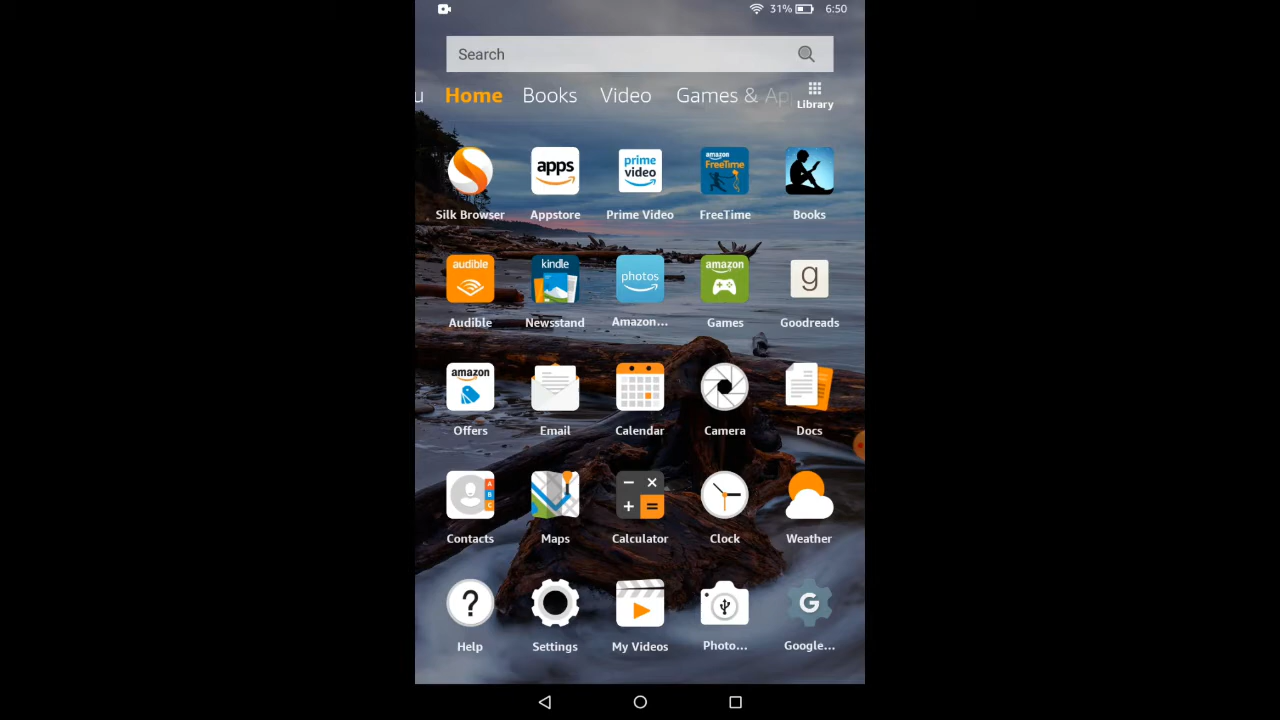 31% 6:50
Search
u Home Books Video Games & Ap
Library
apps
prime
video
amazon
FreeTime
Silk Browser Appstore Prime Video FreeTime Books
audible kindle photos amazon g
Audible Newsstand Amazon... Games Goodreads
amazon
Offers Email Calendar Camera Docs
A
B
C
− ×
+ =
Contacts Maps Calculator Clock Weather
? G
Help Settings My Videos Photo... Google...